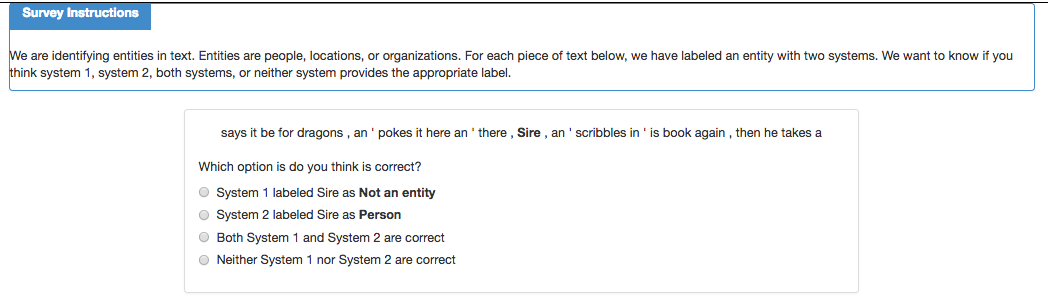 Survey Instructions
We are identifying entities in text. Entities are people, locations, or organizations. For each piece of text below, we have labeled an entity with two systems. We want to know if you
think system 1, system 2, both systems, or neither system provides the appropriate label.
says it be for dragons , an ' pokes it here an ' there , Sire , an ' scribbles in ' is book again , then he takes a
Which option is do you think is correct?
System 1 labeled Sire as Not an entity
System 2 labeled Sire as Person
Both System 1 and System 2 are correct
Neither System 1 nor System 2 are correct